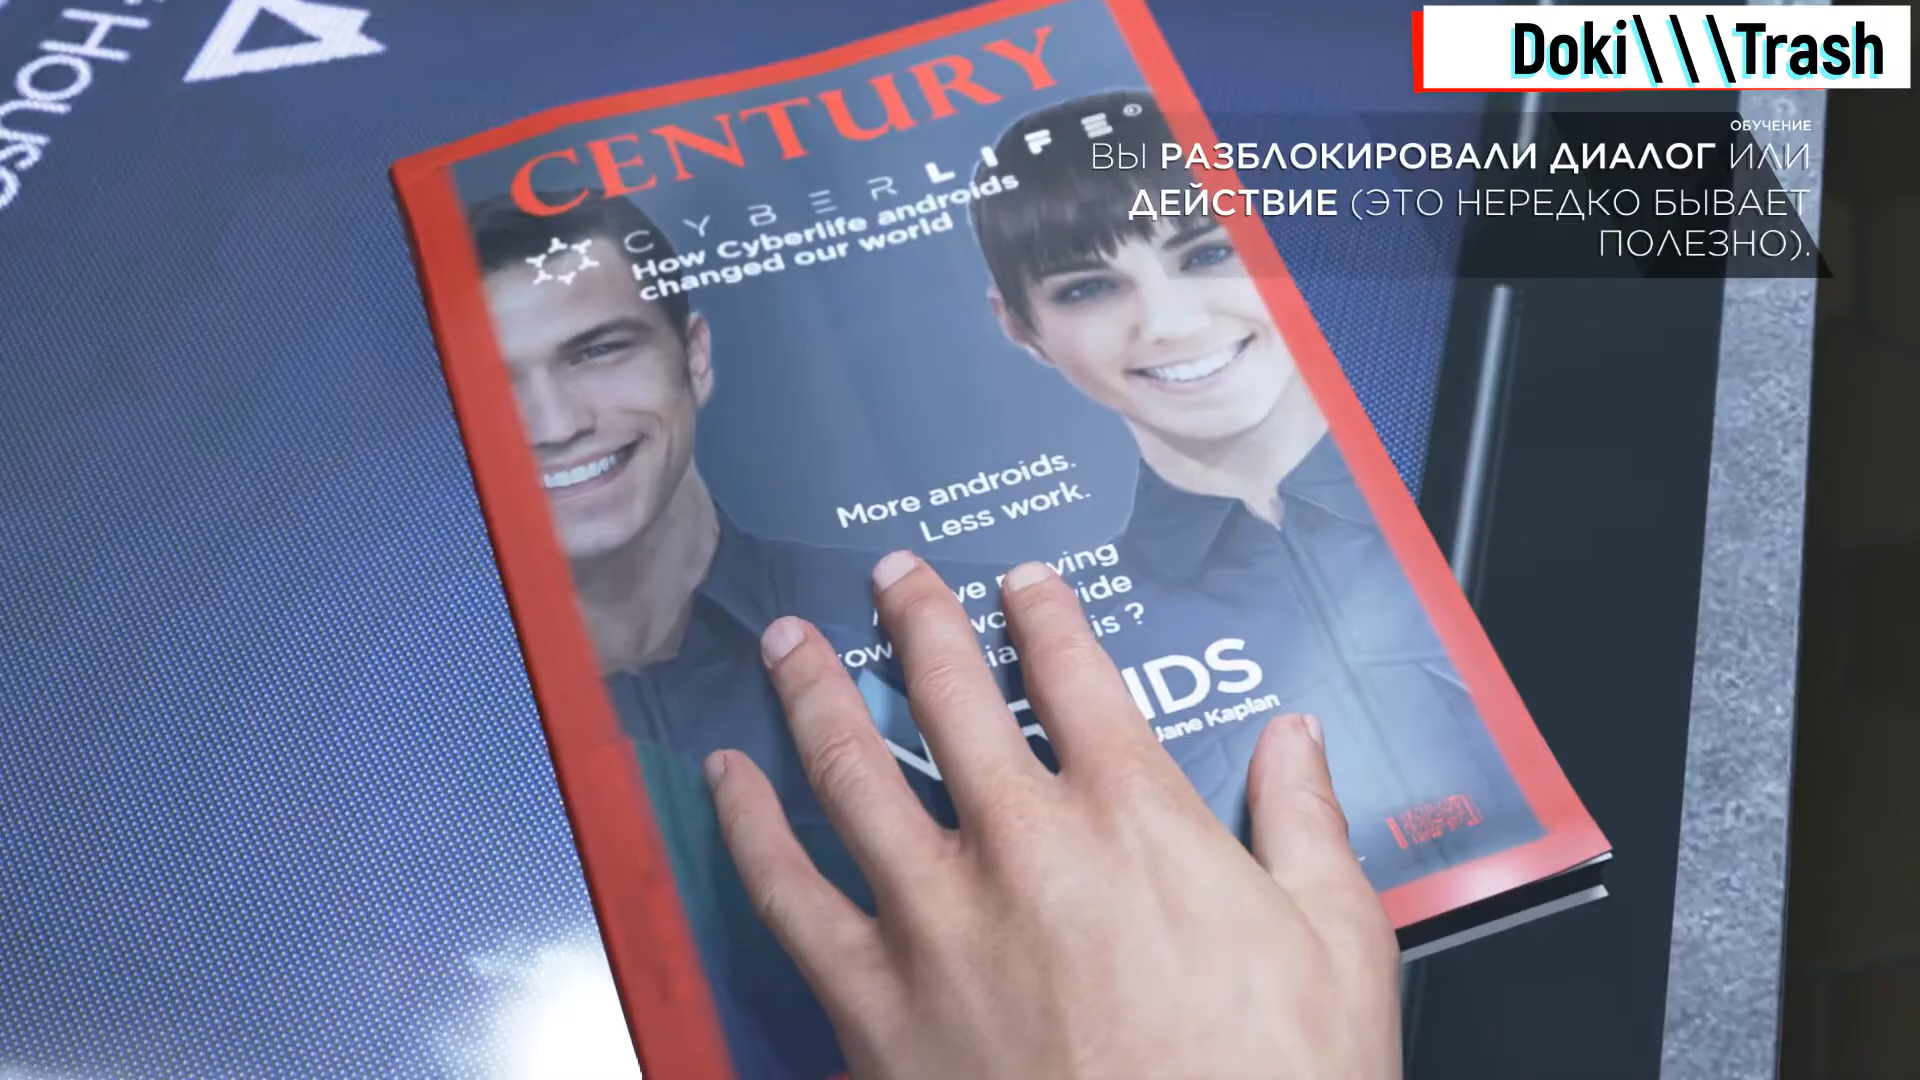 Doki\\\Trash
ОБУЧЕНИЕ
ВЫ РАЗБЛОКИРОВАЛИ ДИАЛОГ ИЛИ
ДЕЙСТВИЕ (ЭТО НЕРЕДКО БЫВАЕТ
ПОЛЕЗНО).
CENTURY
CYBERLIFE
How Cyberlife androids
changed our world
More androids.
Less work.
?
Jane Kaplan